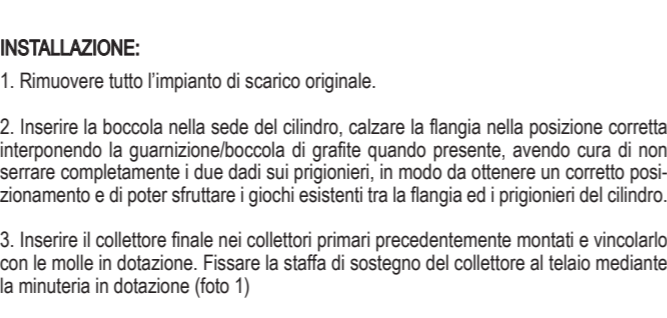 INSTALLAZIONE:
1. Rimuovere tutto l'impianto di scarico originale.
2. Inserire la boccola nella sede del cilindro, calzare la flangia nella posizione corretta
interponendo la guarnizione/boccola di grafite quando presente, avendo cura di non
serrare completamente i due dadi sui prigionieri, in modo da ottenere un corretto posi-
zionamento e di poter sfruttare i giochi esistenti tra la flangia ed i prigionieri del cilindro.
3. Inserire il collettore finale nei collettori primari precedentemente montati e vincolarlo
con le molle in dotazione. Fissare la staffa di sostegno del collettore al telaio mediante
la minuteria in dotazione (foto 1)